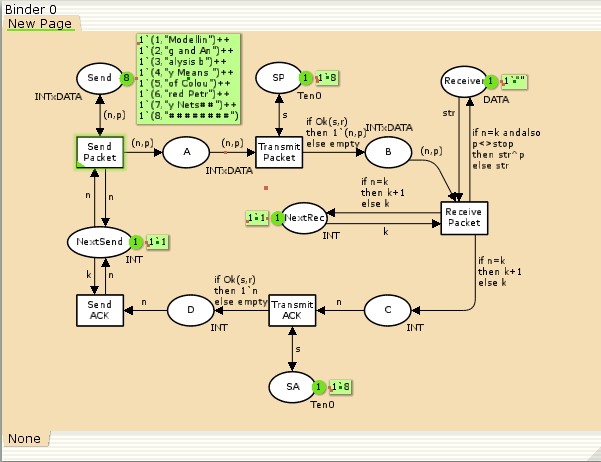 Binder 0
New Page
1`(1,"Modellin")++
1`(2,"g and An")++
1`(3,"alysis b")++
1`(4,"y Means ")++
1`(5,"of Colou")++
1`(6,"red Petr")++
1`(7,"y Nets##")++
1`(8,"########")
Send
8
INTxDATA
SP
1
1`8
Ten0
Receiver
1
1`""
DATA
(n,p)
s
str
if n=k andalso
p<>stop
then str^p
else str
Send
Packet
(n,p)
A
(n,p)
INTxDATA
Transmit
Packet
if Ok(s,r)
then 1`(n,p)
else empty
INTxDATA
B
(n,p)
if n=k
then k+1
else k
n
n
1`1
1
NextRec
INT
k
Receive
Packet
NextSend
1
1`1
INT
k
n
if n=k
then k+1
else k
Send
ACK
n
D
INT
if Ok(s,r)
then 1`n
else empty
Transmit
ACK
n
C
INT
s
SA
1
1`8
Ten0
None